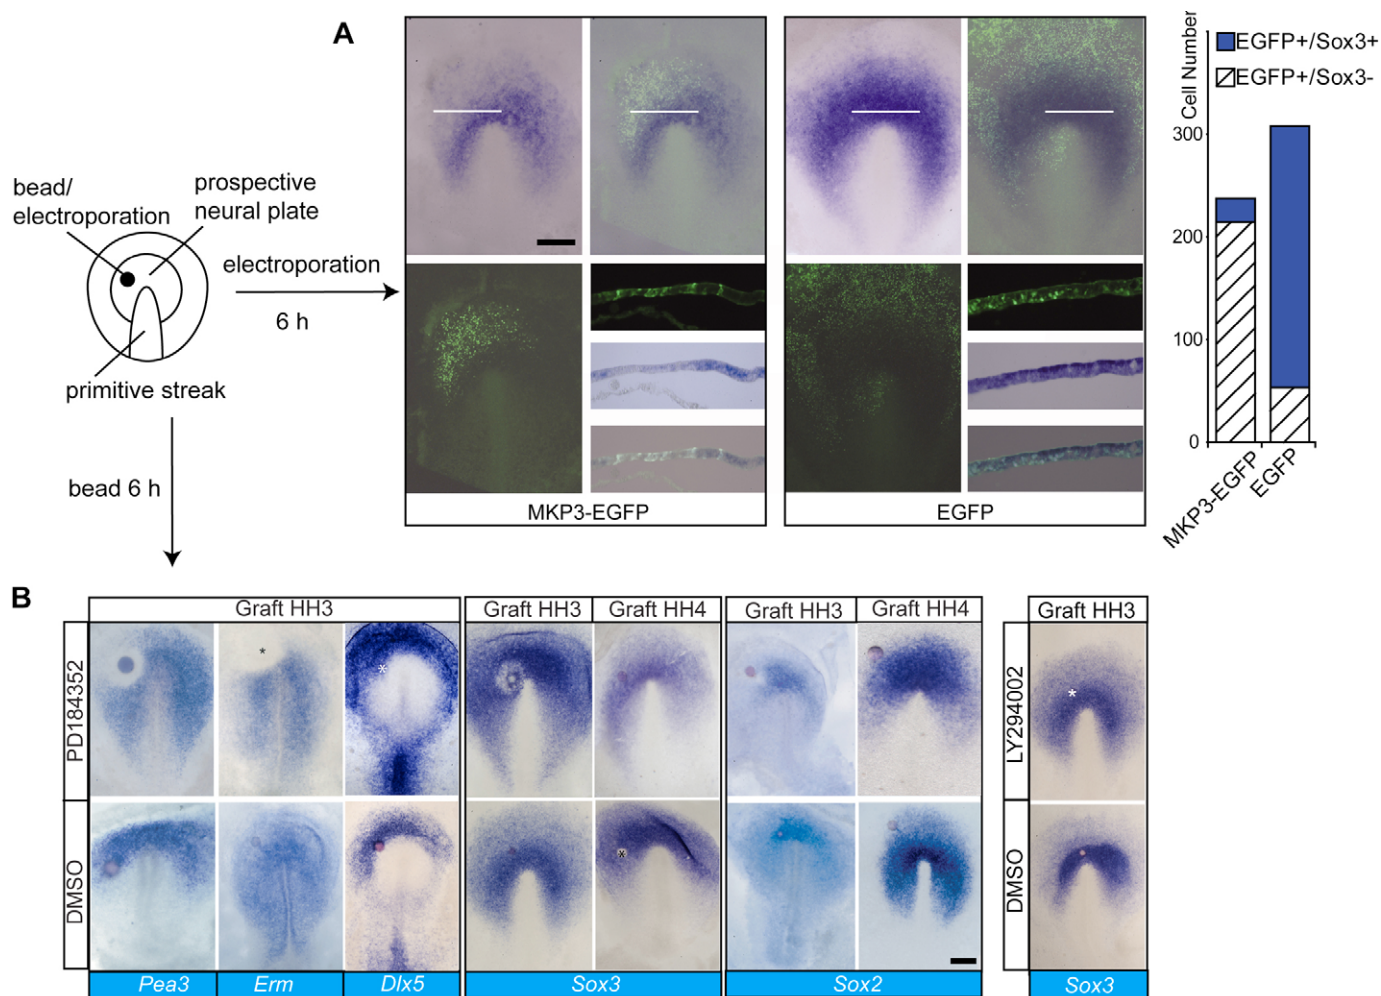 A
bead/
electroporation
prospective
neural plate
electroporation
6 h
primitive streak
bead 6 h
MKP3-EGFP
EGFP
Cell Number
EGFP+/Sox3+
EGFP+/Sox3-
300
200
100
0
MKP3-EGFP
EGFP
B
Graft HH3
Graft HH3
Graft HH4
Graft HH3
Graft HH4
Graft HH3
PD184352
*
*
LY294002
*
DMSO
*
DMSO
Pea3
Erm
Dlx5
Sox3
Sox2
Sox3